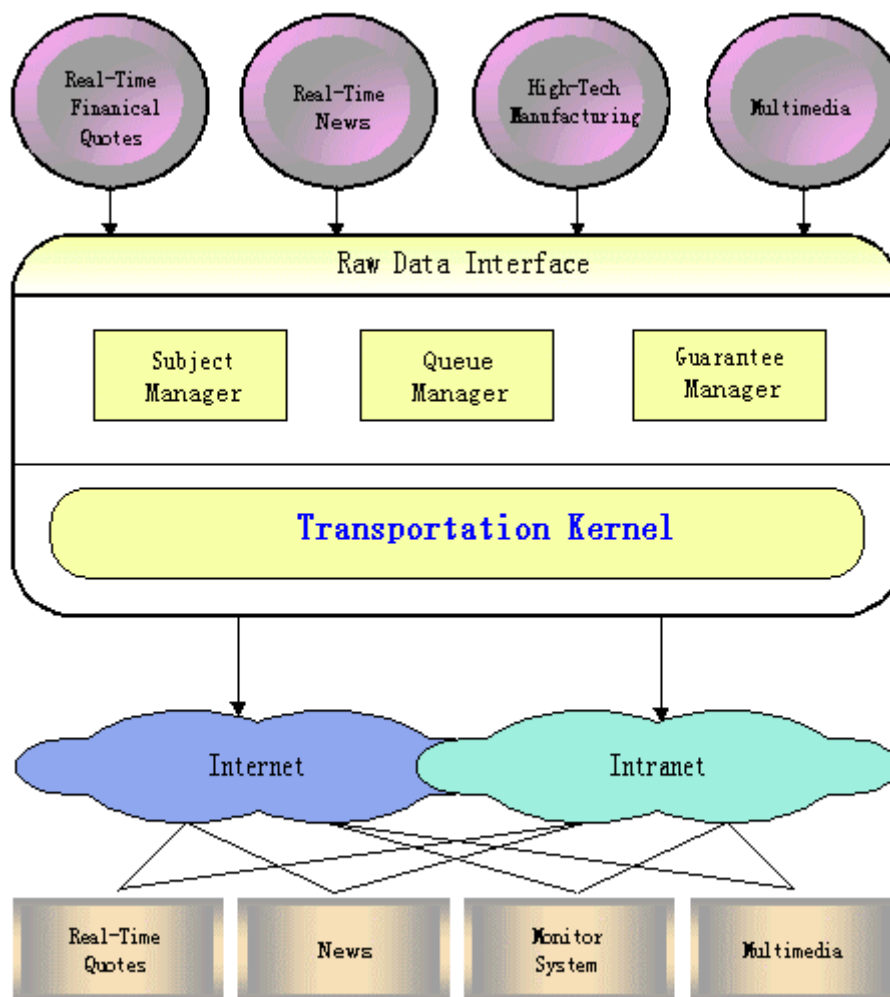 Real-Time
Finanical
Quotes
Real-Time
News
High-Tech
Manufacturing
Multimedia
Raw Data Interface
Subject
Manager
Queue
Manager
Guarantee
Manager
Transportation Kernel
Internet
Intranet
Real-Time
Quotes
News
Monitor
System
Multimedia